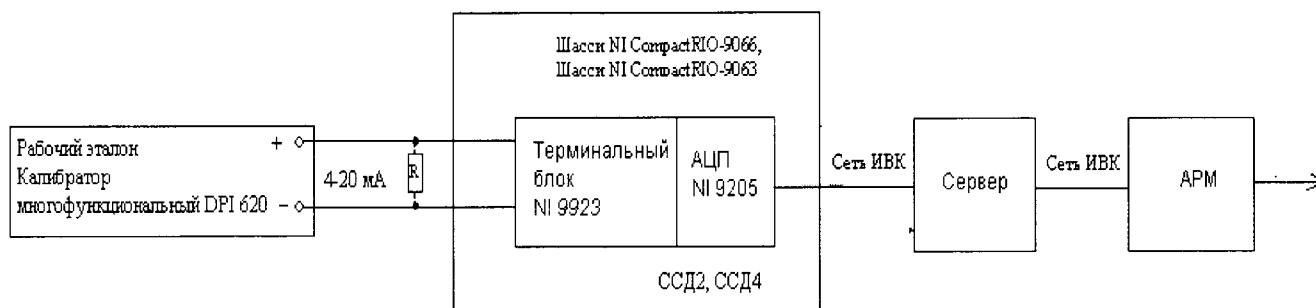 Шасси NI CompactRIO-9066,
Шасси NI CompactRIO-9063
Рабочий эталон
Калибратор
многофункциональный DPI 620
+
−
4-20 мА
R
Терминальный
блок
NI 9923
АЦП
NI 9205
ССД2, ССД4
Сеть ИВК
Сервер
Сеть ИВК
АРМ